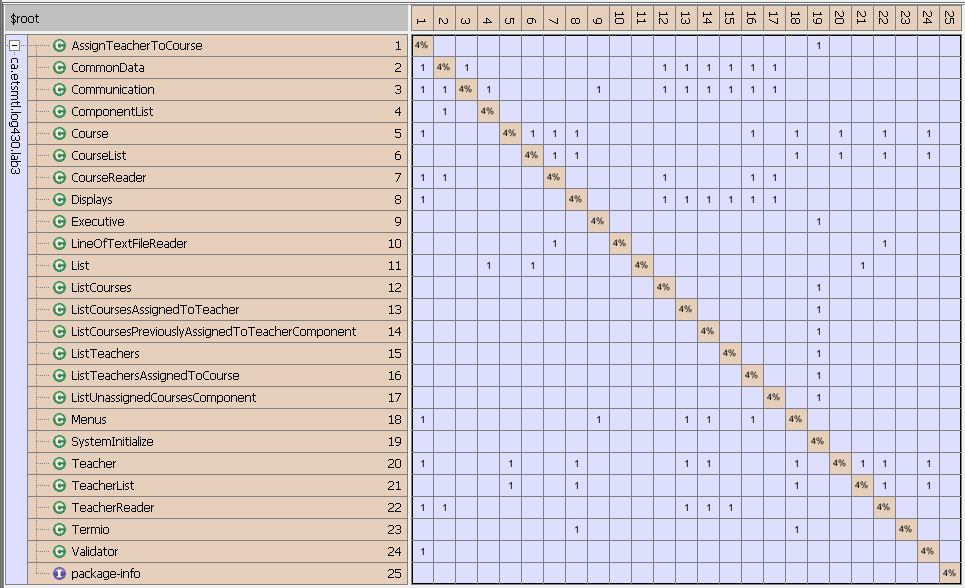 $root 1 2 3 4 5 6 7 8 9 10 11 12 13 14 15 16 17 18 19 20 21 22 23 24 25
ca.etsmtl.log430.lab3
AssignTeacherToCourse 1 4% 1
CommonData 2 1 4% 1 1 1 1 1 1 1
Communication 3 1 1 4% 1 1 1 1 1 1 1 1
ComponentList 4 1 4%
Course 5 1 4% 1 1 1 1 1 1 1 1
CourseList 6 4% 1 1 1 1 1 1
CourseReader 7 1 1 4% 1 1 1
Displays 8 1 4% 1 1 1 1 1 1
Executive 9 4% 1
LineOfTextFileReader 10 1 4% 1
List 11 1 1 4% 1
ListCourses 12 4% 1
ListCoursesAssignedToTeacher 13 4% 1
ListCoursesPreviouslyAssignedToTeacherComponent 14 4% 1
ListTeachers 15 4% 1
ListTeachersAssignedToCourse 16 4% 1
ListUnassignedCoursesComponent 17 4% 1
Menus 18 1 1 1 1 1 4%
SystemInitialize 19 4%
Teacher 20 1 1 1 1 1 1 4% 1 1 1
TeacherList 21 1 1 1 4% 1 1
TeacherReader 22 1 1 1 1 1 4%
Termio 23 1 1 4%
Validator 24 1 4%
package-info 25 4%